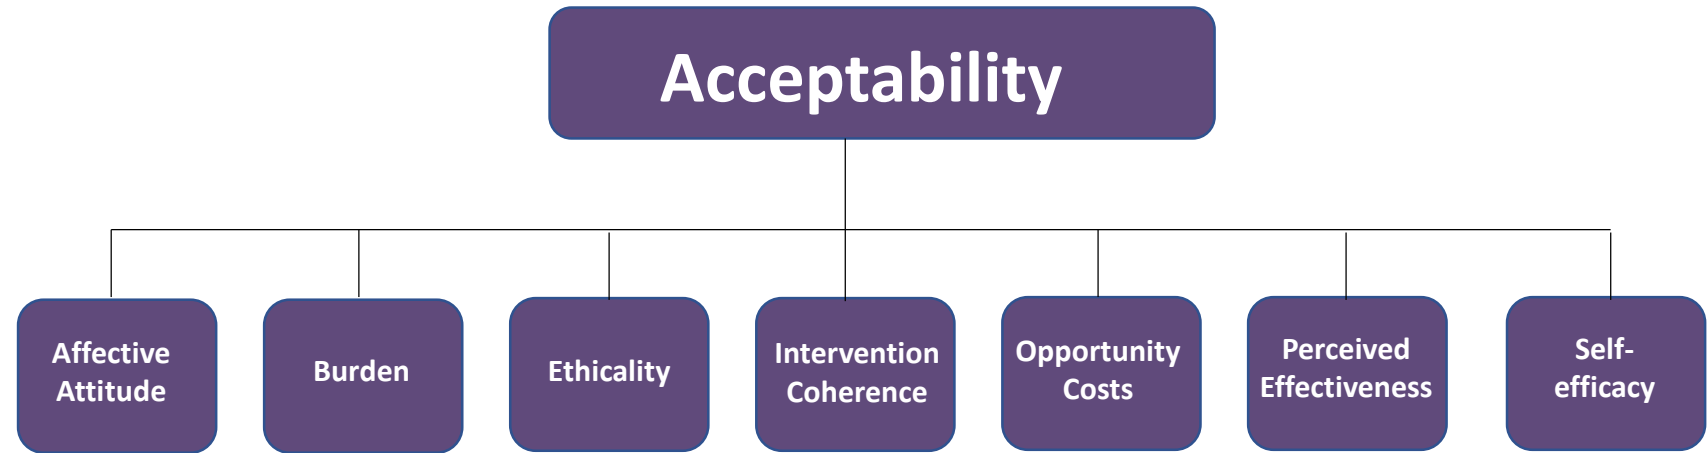 Acceptability
Affective
Attitude
Burden
Ethicality
Intervention
Coherence
Opportunity
Costs
Perceived
Effectiveness
Self-
efficacy